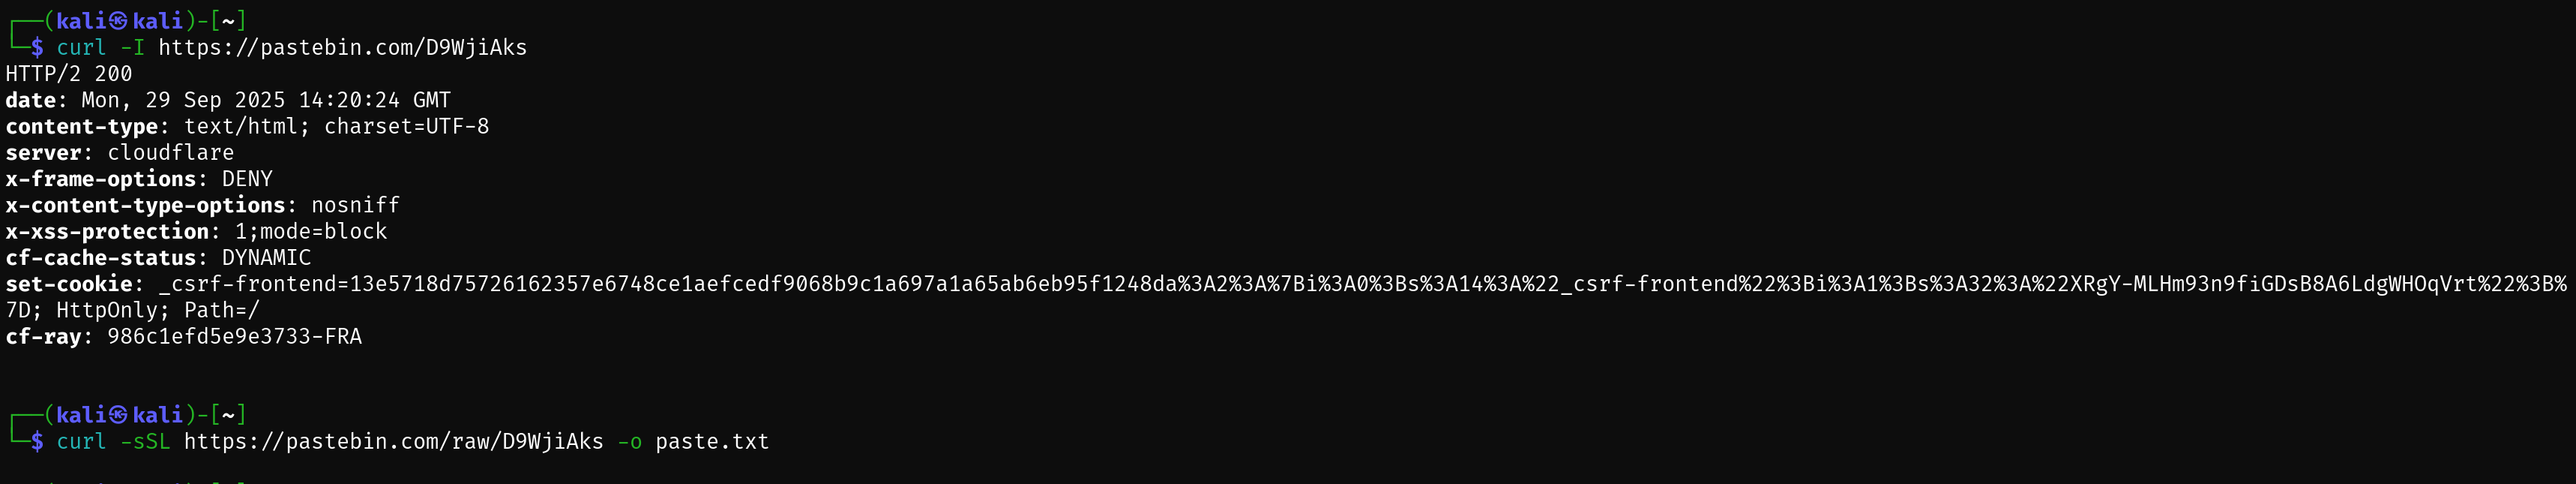 ┌──(kali㉿kali)-[~]
└─$ curl -I https://pastebin.com/D9WjiAks
HTTP/2 200
date: Mon, 29 Sep 2025 14:20:24 GMT
content-type: text/html; charset=UTF-8
server: cloudflare
x-frame-options: DENY
x-content-type-options: nosniff
x-xss-protection: 1;mode=block
cf-cache-status: DYNAMIC
set-cookie: _csrf-frontend=13e5718d75726162357e6748ce1aefcedf9068b9c1a697a1a65ab6eb95f1248da%3A2%3A%7Bi%3A0%3Bs%3A14%3A%22_csrf-frontend%22%3Bi%3A1%3Bs%3A32%3A%22XRgY-MLHm93n9fiGDsB8A6LdgWHOqVrt%22%3B%
7D; HttpOnly; Path=/
cf-ray: 986c1efd5e9e3733-FRA
┌──(kali㉿kali)-[~]
└─$ curl -sSL https://pastebin.com/raw/D9WjiAks -o paste.txt